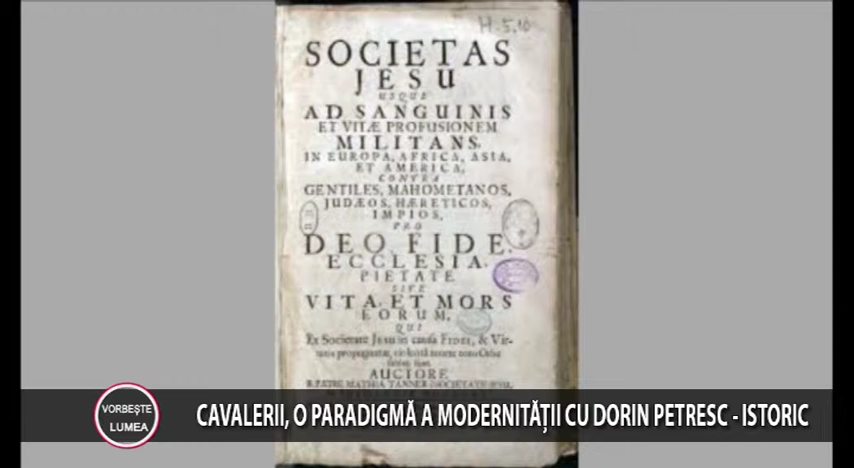 H. 5. 10
SOCIETAS
JESU
USQUE
AD SANGUINIS
ET VITÆ PROFUSIONEM
MILITANS,
IN EUROPA, AFRICA, ASIA,
ET AMERICA,
CONTRA
GENTILES, MAHOMETANOS,
JUDÆOS, HÆRETICOS,
IMPIOS,
PRO
DEO, FIDE,
ECCLESIA,
PIETATE.
SIVE
VITA, ET MORS
EORUM,
QUI
Ex Societate JESU in causa FIDEI, & Vir-
AUCTORE
VORBEȘTE
LUMEA
CAVALERII, O PARADIGMĂ A MODERNITĂȚII CU DORIN PETRESC - ISTORIC